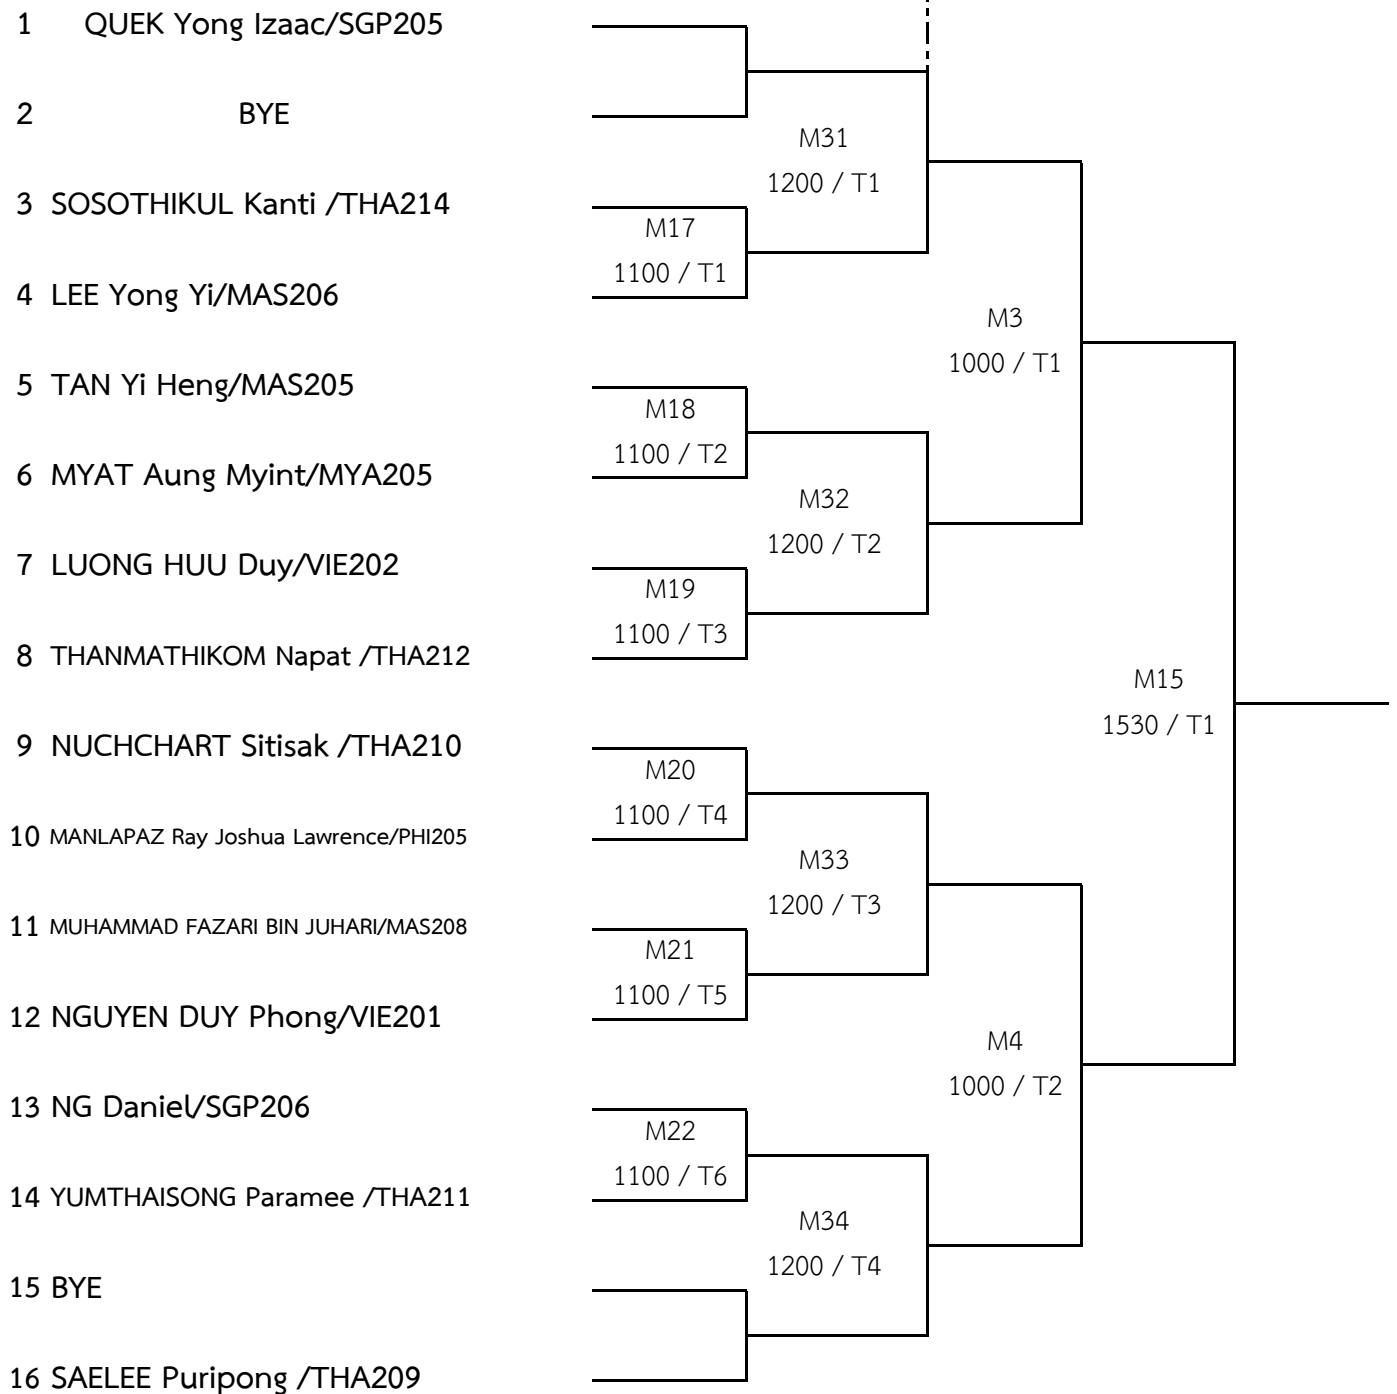 1 QUEK Yong Izaac/SGP205
2 BYE
M31
1200 / T1
3 SOSOTHIKUL Kanti /THA214
M17
1100 / T1
4 LEE Yong Yi/MAS206
M3
1000 / T1
5 TAN Yi Heng/MAS205
M18
1100 / T2
6 MYAT Aung Myint/MYA205
M32
1200 / T2
7 LUONG HUU Duy/VIE202
M19
1100 / T3
8 THANMATHIKOM Napat /THA212
M15
1530 / T1
9 NUCHCHART Sitisak /THA210
M20
1100 / T4
10 MANLAPAZ Ray Joshua Lawrence/PHI205
M33
1200 / T3
11 MUHAMMAD FAZARI BIN JUHARI/MAS208
M21
1100 / T5
12 NGUYEN DUY Phong/VIE201
M4
1000 / T2
13 NG Daniel/SGP206
M22
1100 / T6
14 YUMTHAISONG Paramee /THA211
M34
1200 / T4
15 BYE
16 SAELEE Puripong /THA209